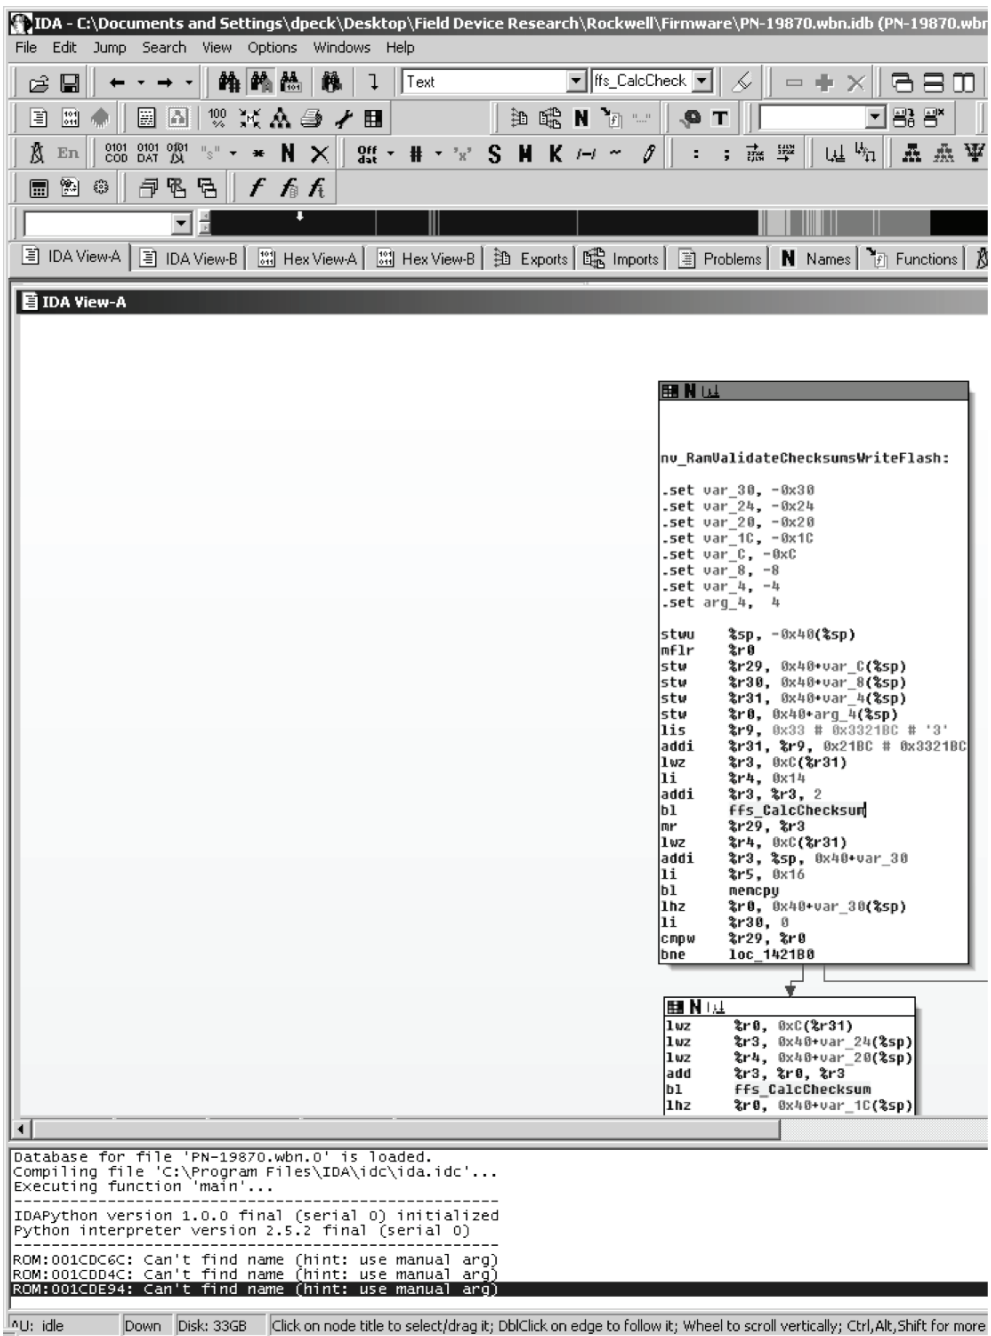 IDA - C:\Documents and Settings\dpeck\Desktop\Field Device Research\Rockwell\Firmware\PN-19870.wbn.idb (PN-19870.wbn
File Edit Jump Search View Options Windows Help
Text ffs_CalcCheck
En
IDA View-A IDA View-B Hex View-A Hex View-B Exports Imports Problems N Names Functions
IDA View-A
nv_RamValidateChecksumsWriteFlash:
.set var_30, -0x30
.set var_24, -0x24
.set var_20, -0x20
.set var_1C, -0x1C
.set var_C, -0xC
.set var_8, -8
.set var_4, -4
.set arg_4, 4
stwu %sp, -0x40(%sp)
mflr %r0
stw %r29, 0x40+var_C(%sp)
stw %r30, 0x40+var_8(%sp)
stw %r31, 0x40+var_4(%sp)
stw %r0, 0x40+arg_4(%sp)
lis %r9, 0x33 # 0x3321BC # '3'
addi %r31, %r9, 0x21BC # 0x3321BC
lwz %r3, 0xC(%r31)
li %r4, 0x14
addi %r3, %r3, 2
bl ffs_CalcChecksum
mr %r29, %r3
lwz %r4, 0xC(%r31)
addi %r3, %sp, 0x40+var_30
li %r5, 0x16
bl memcpy
lhz %r0, 0x40+var_30(%sp)
li %r30, 0
cmpw %r29, %r0
bne loc_1421B0
lwz %r0, 0xC(%r31)
lwz %r3, 0x40+var_24(%sp)
lwz %r4, 0x40+var_20(%sp)
add %r3, %r0, %r3
bl ffs_CalcChecksum
lhz %r0, 0x40+var_1C(%sp)
Database for file 'PN-19870.wbn.0' is loaded.
Compiling file 'C:\Program Files\IDA\idc\ida.idc'...
Executing function 'main'...
IDAPython version 1.0.0 final (serial 0) initialized
Python interpreter version 2.5.2 final (serial 0)
ROM:001CDC6C: Can't find name (hint: use manual arg)
ROM:001CDD4C: Can't find name (hint: use manual arg)
ROM:001CDE94: Can't find name (hint: use manual arg)
AU: idle Down Disk: 33GB Click on node title to select/drag it; DblClick on edge to follow it; Wheel to scroll vertically; Ctrl,Alt,Shift for more